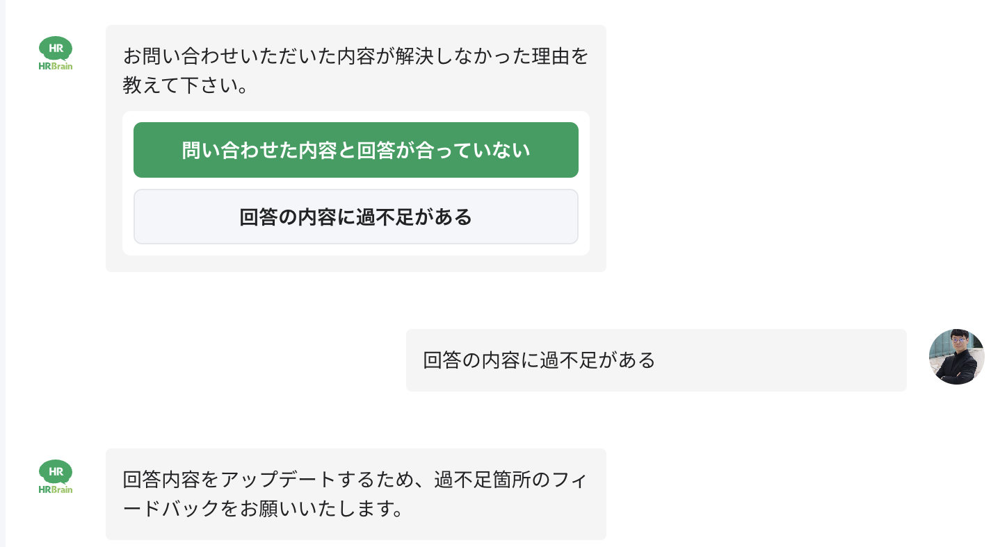 HR
HRBrain
お問い合わせいただいた内容が解決しなかった理由を
教えて下さい。
問い合わせた内容と回答が合っていない
回答の内容に過不足がある
回答の内容に過不足がある
HR
HRBrain
回答内容をアップデートするため、過不足箇所のフィ
ードバックをお願いいたします。